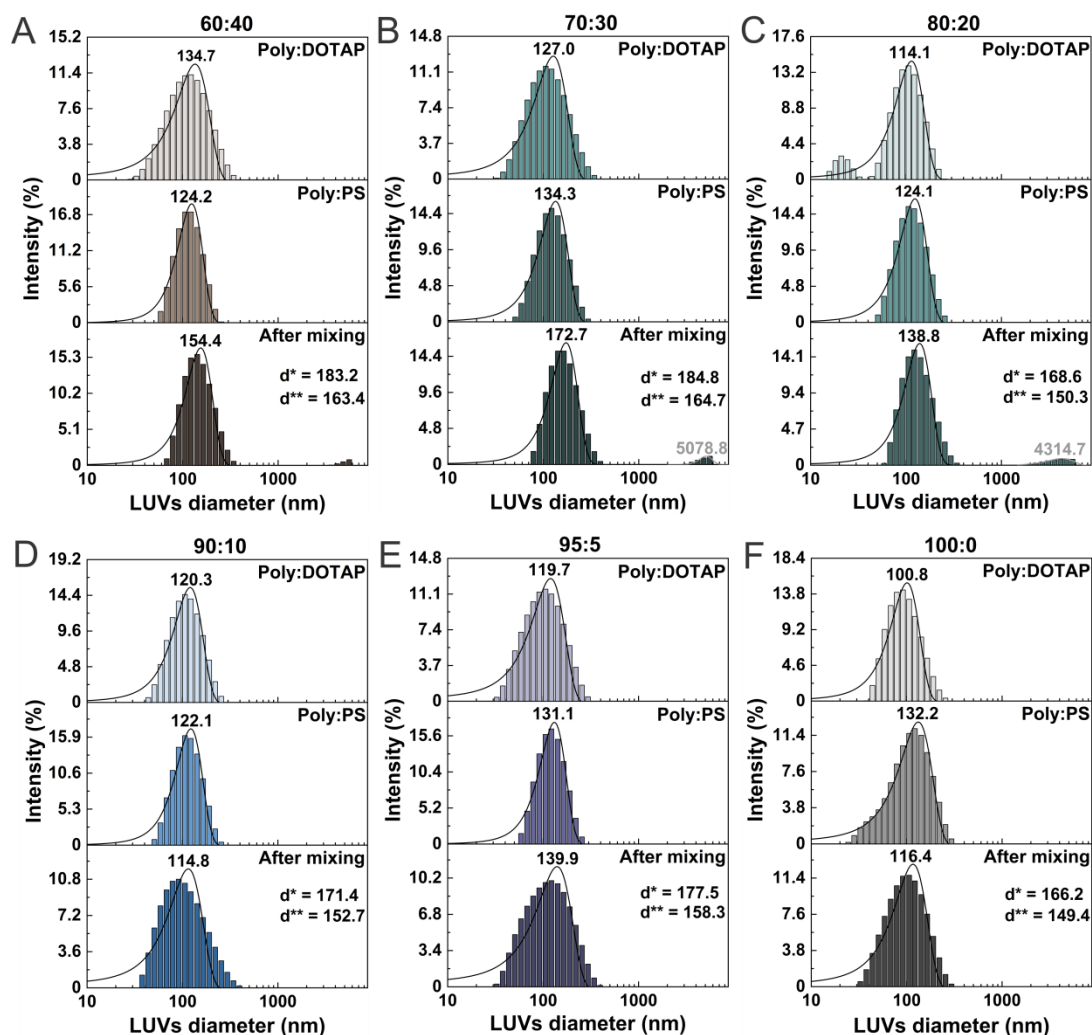 A
60:40
Poly:DOTAP
134.7
15.2
11.4
7.6
3.8
0
Poly:PS
124.2
16.8
11.2
5.6
0
After mixing
154.4
d* = 183.2
d** = 163.4
15.3
10.2
5.1
0
Intensity (%)
10 100 1000
LUVs diameter (nm)
B
70:30
Poly:DOTAP
127.0
14.8
11.1
7.4
3.7
0
Poly:PS
134.3
14.4
9.6
4.8
0
After mixing
172.7
d* = 184.8
d** = 164.7
5078.8
14.4
9.6
4.8
0
Intensity (%)
10 100 1000
LUVs diameter (nm)
C
80:20
Poly:DOTAP
114.1
17.6
13.2
8.8
4.4
0
Poly:PS
124.1
14.4
9.6
4.8
0
After mixing
138.8
d* = 168.6
d** = 150.3
4314.7
14.1
9.4
4.7
0
Intensity (%)
10 100 1000
LUVs diameter (nm)
D
90:10
Poly:DOTAP
120.3
19.2
14.4
9.6
4.8
0
Poly:PS
122.1
15.9
10.6
5.3
0
After mixing
114.8
d* = 171.4
d** = 152.7
10.8
7.2
3.6
0
Intensity (%)
10 100 1000
LUVs diameter (nm)
E
95:5
Poly:DOTAP
119.7
14.8
11.1
7.4
3.7
0
Poly:PS
131.1
15.6
10.4
5.2
0
After mixing
139.9
d* = 177.5
d** = 158.3
10.2
6.8
3.4
0
Intensity (%)
10 100 1000
LUVs diameter (nm)
F
100:0
Poly:DOTAP
100.8
18.4
13.8
9.2
4.6
0
Poly:PS
132.2
11.4
7.6
3.8
0
After mixing
116.4
d* = 166.2
d** = 149.4
11.4
7.6
3.8
0
Intensity (%)
10 100 1000
LUVs diameter (nm)